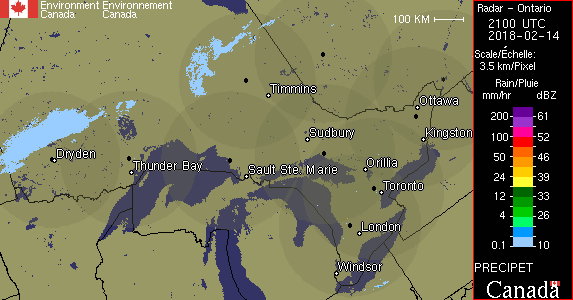 Environment Environnement
Canada Canada
100 KM
Timmins
Ottawa
Sudbury
Kingston
Dryden
Thunder Bay
Sault Ste. Marie
Orillia
Toronto
London
Windsor
Radar - Ontario
2100 UTC
2018-02-14
Scale/Échelle:
3.5 km/Pixel
Rain/Pluie
mm/hr dBZ
200 61
100 52
50 46
24 39
12 33
4 26
0.1 10
PRECIPET
Canada